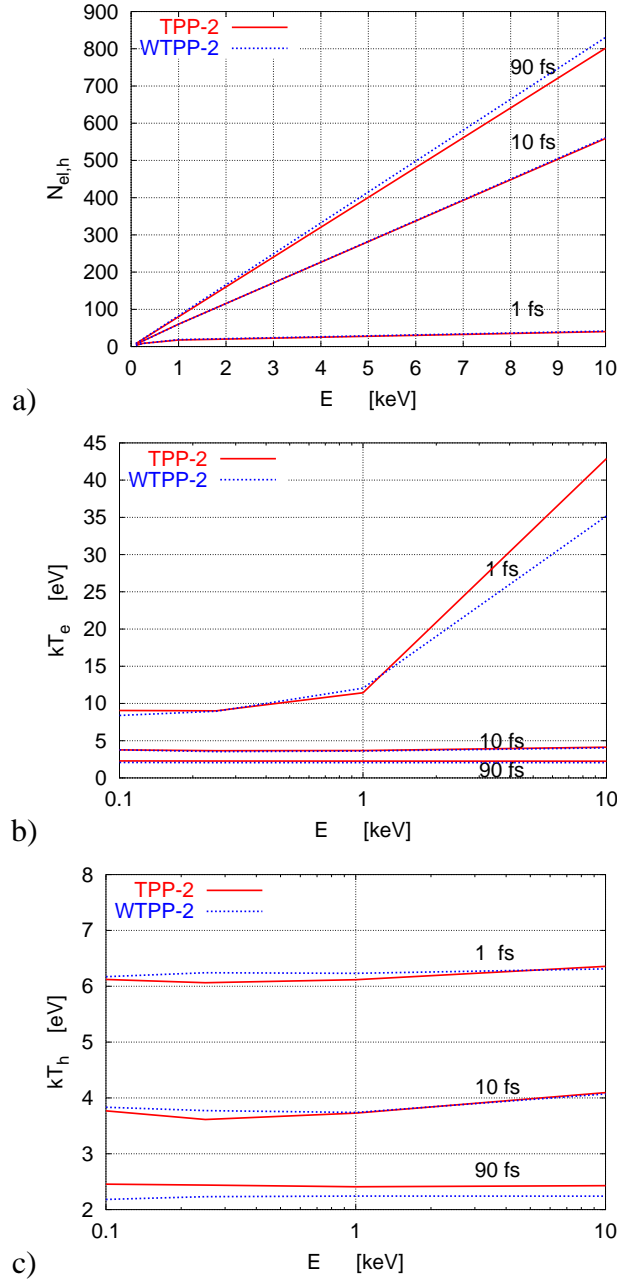 900
800
700
600
500
400
300
200
100
0
N_el,h
TPP-2
WTPP-2
90 fs
10 fs
1 fs
0 1 2 3 4 5 6 7 8 9 10
E [keV]
a)
45
40
35
30
25
20
15
10
5
0
kT_e [eV]
TPP-2
WTPP-2
1 fs
10 fs
90 fs
0.1 1 10
E [keV]
b)
8
7
6
5
4
3
2
kT_h [eV]
TPP-2
WTPP-2
1 fs
10 fs
90 fs
0.1 1 10
E [keV]
c)